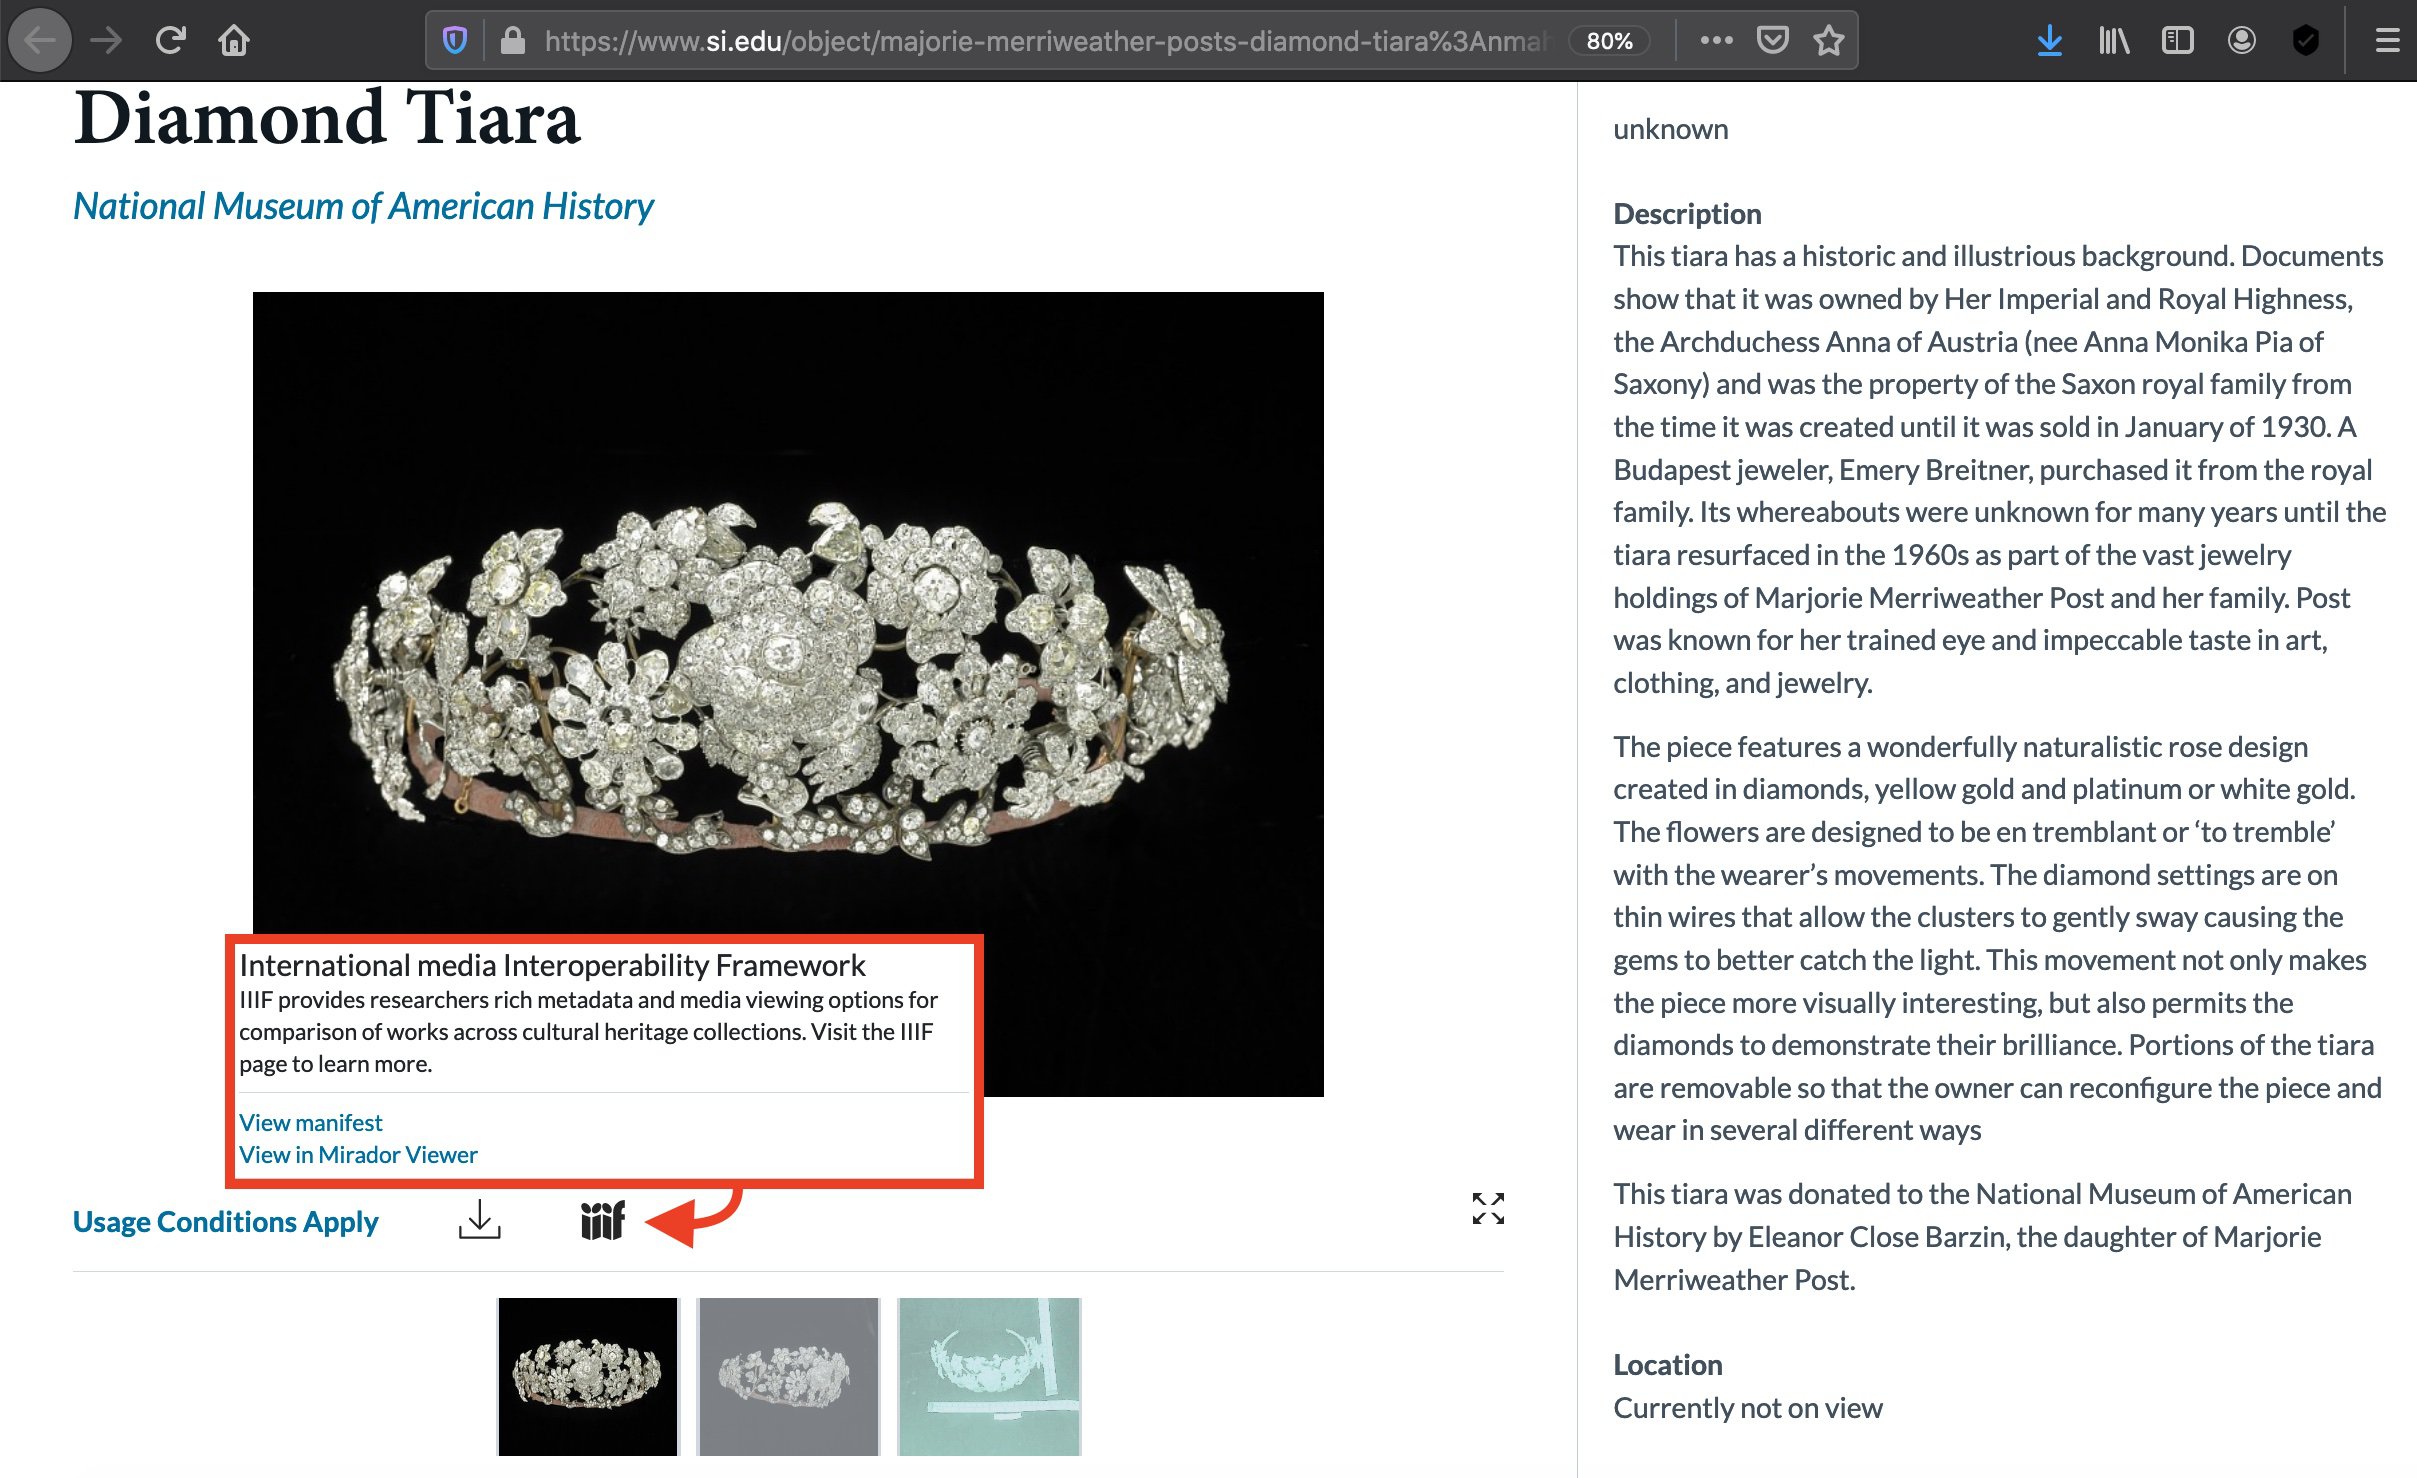 https://www.si.edu/object/majorie-merriweather-posts-diamond-tiara%3Anmah
80%
Diamond Tiara
National Museum of American History
International media Interoperability Framework
IIIF provides researchers rich metadata and media viewing options for
comparison of works across cultural heritage collections. Visit the IIIF
page to learn more.
View manifest
View in Mirador Viewer
Usage Conditions Apply
iiif
unknown
Description
This tiara has a historic and illustrious background. Documents
show that it was owned by Her Imperial and Royal Highness,
the Archduchess Anna of Austria (nee Anna Monika Pia of
Saxony) and was the property of the Saxon royal family from
the time it was created until it was sold in January of 1930. A
Budapest jeweler, Emery Breitner, purchased it from the royal
family. Its whereabouts were unknown for many years until the
tiara resurfaced in the 1960s as part of the vast jewelry
holdings of Marjorie Merriweather Post and her family. Post
was known for her trained eye and impeccable taste in art,
clothing, and jewelry.
The piece features a wonderfully naturalistic rose design
created in diamonds, yellow gold and platinum or white gold.
The flowers are designed to be en tremblant or ‘to tremble’
with the wearer’s movements. The diamond settings are on
thin wires that allow the clusters to gently sway causing the
gems to better catch the light. This movement not only makes
the piece more visually interesting, but also permits the
diamonds to demonstrate their brilliance. Portions of the tiara
are removable so that the owner can reconfigure the piece and
wear in several different ways
This tiara was donated to the National Museum of American
History by Eleanor Close Barzin, the daughter of Marjorie
Merriweather Post.
Location
Currently not on view